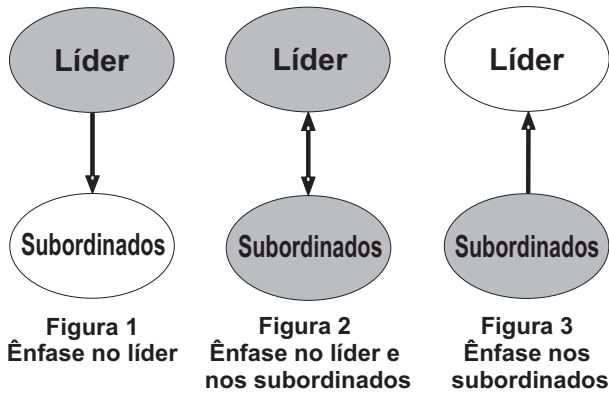 Líder
Subordinados
Figura 1
Ênfase no líder
Líder
Subordinados
Figura 2
Ênfase no líder e
nos subordinados
Líder
Subordinados
Figura 3
Ênfase nos
subordinados